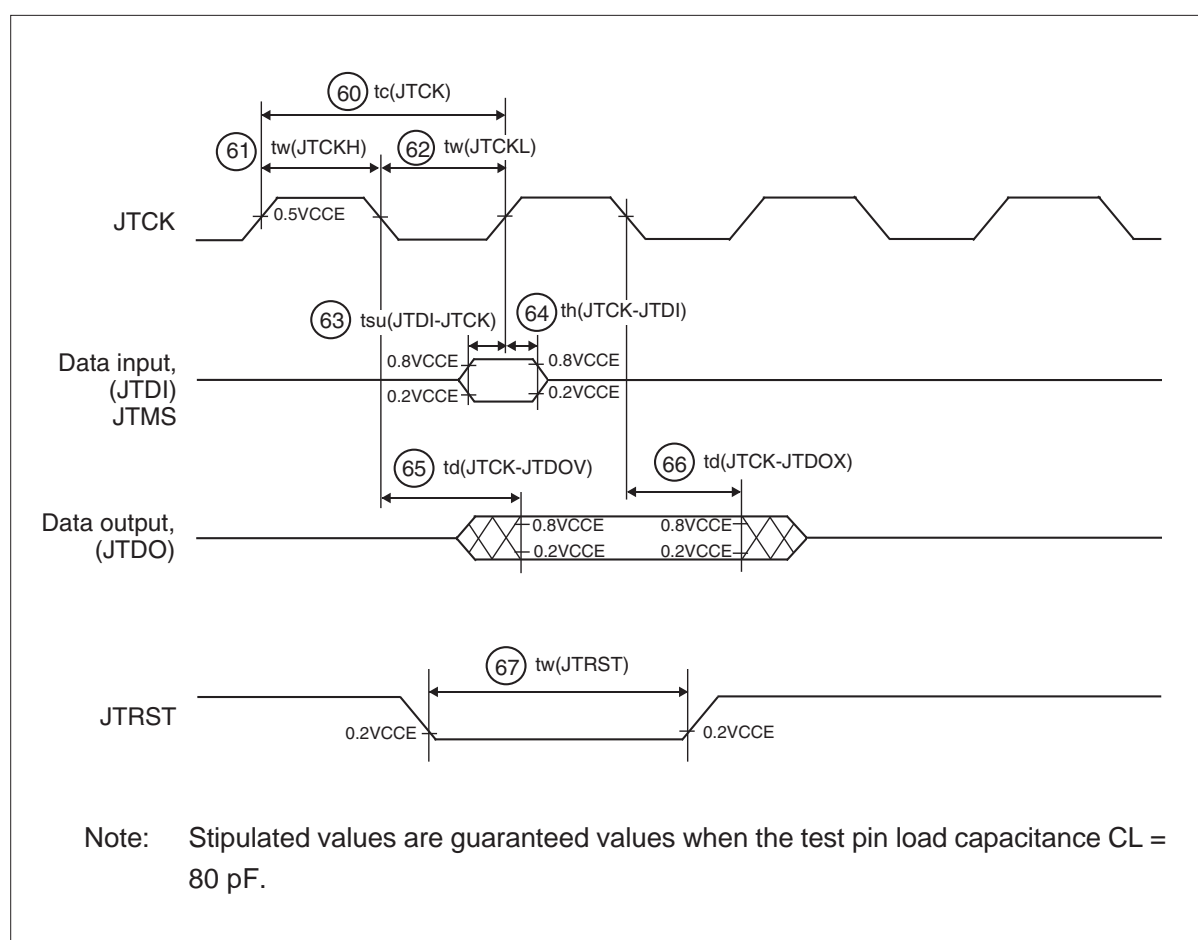 60 tc(JTCK)
61 tw(JTCKH) 62 tw(JTCKL)
JTCK 0.5VCCE
63 tsu(JTDI-JTCK) 64 th(JTCK-JTDI)
Data input,
(JTDI)
JTMS
0.8VCCE 0.8VCCE
0.2VCCE 0.2VCCE
65 td(JTCK-JTDOV) 66 td(JTCK-JTDOX)
Data output,
(JTDO)
0.8VCCE 0.8VCCE
0.2VCCE 0.2VCCE
67 tw(JTRST)
JTRST
0.2VCCE 0.2VCCE
Note: Stipulated values are guaranteed values when the test pin load capacitance CL =
80 pF.